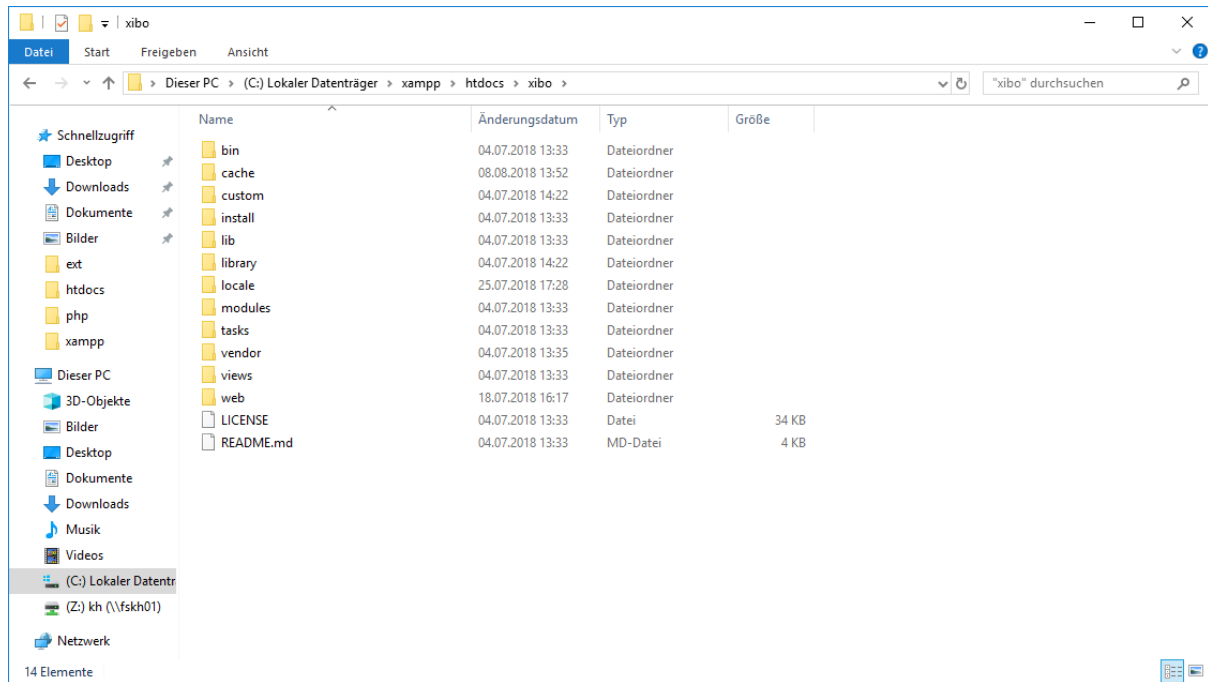 xibo
Datei Start Freigeben Ansicht
Dieser PC > (C:) Lokaler Datenträger > xampp > htdocs > xibo > "xibo" durchsuchen
Name Änderungsdatum Typ Größe
Schnellzugriff
Desktop
Downloads
Dokumente
Bilder
ext
htdocs
php
xampp
Dieser PC
3D-Objekte
Bilder
Desktop
Dokumente
Downloads
Musik
Videos
(C:) Lokaler Datentr
(Z:) kh (\\fskh01)
Netzwerk
bin 04.07.2018 13:33 Dateiordner
cache 08.08.2018 13:52 Dateiordner
custom 04.07.2018 14:22 Dateiordner
install 04.07.2018 13:33 Dateiordner
lib 04.07.2018 13:33 Dateiordner
library 04.07.2018 14:22 Dateiordner
locale 25.07.2018 17:28 Dateiordner
modules 04.07.2018 13:33 Dateiordner
tasks 04.07.2018 13:33 Dateiordner
vendor 04.07.2018 13:35 Dateiordner
views 04.07.2018 13:33 Dateiordner
web 18.07.2018 16:17 Dateiordner
LICENSE 04.07.2018 13:33 Datei 34 KB
README.md 04.07.2018 13:33 MD-Datei 4 KB
14 Elemente